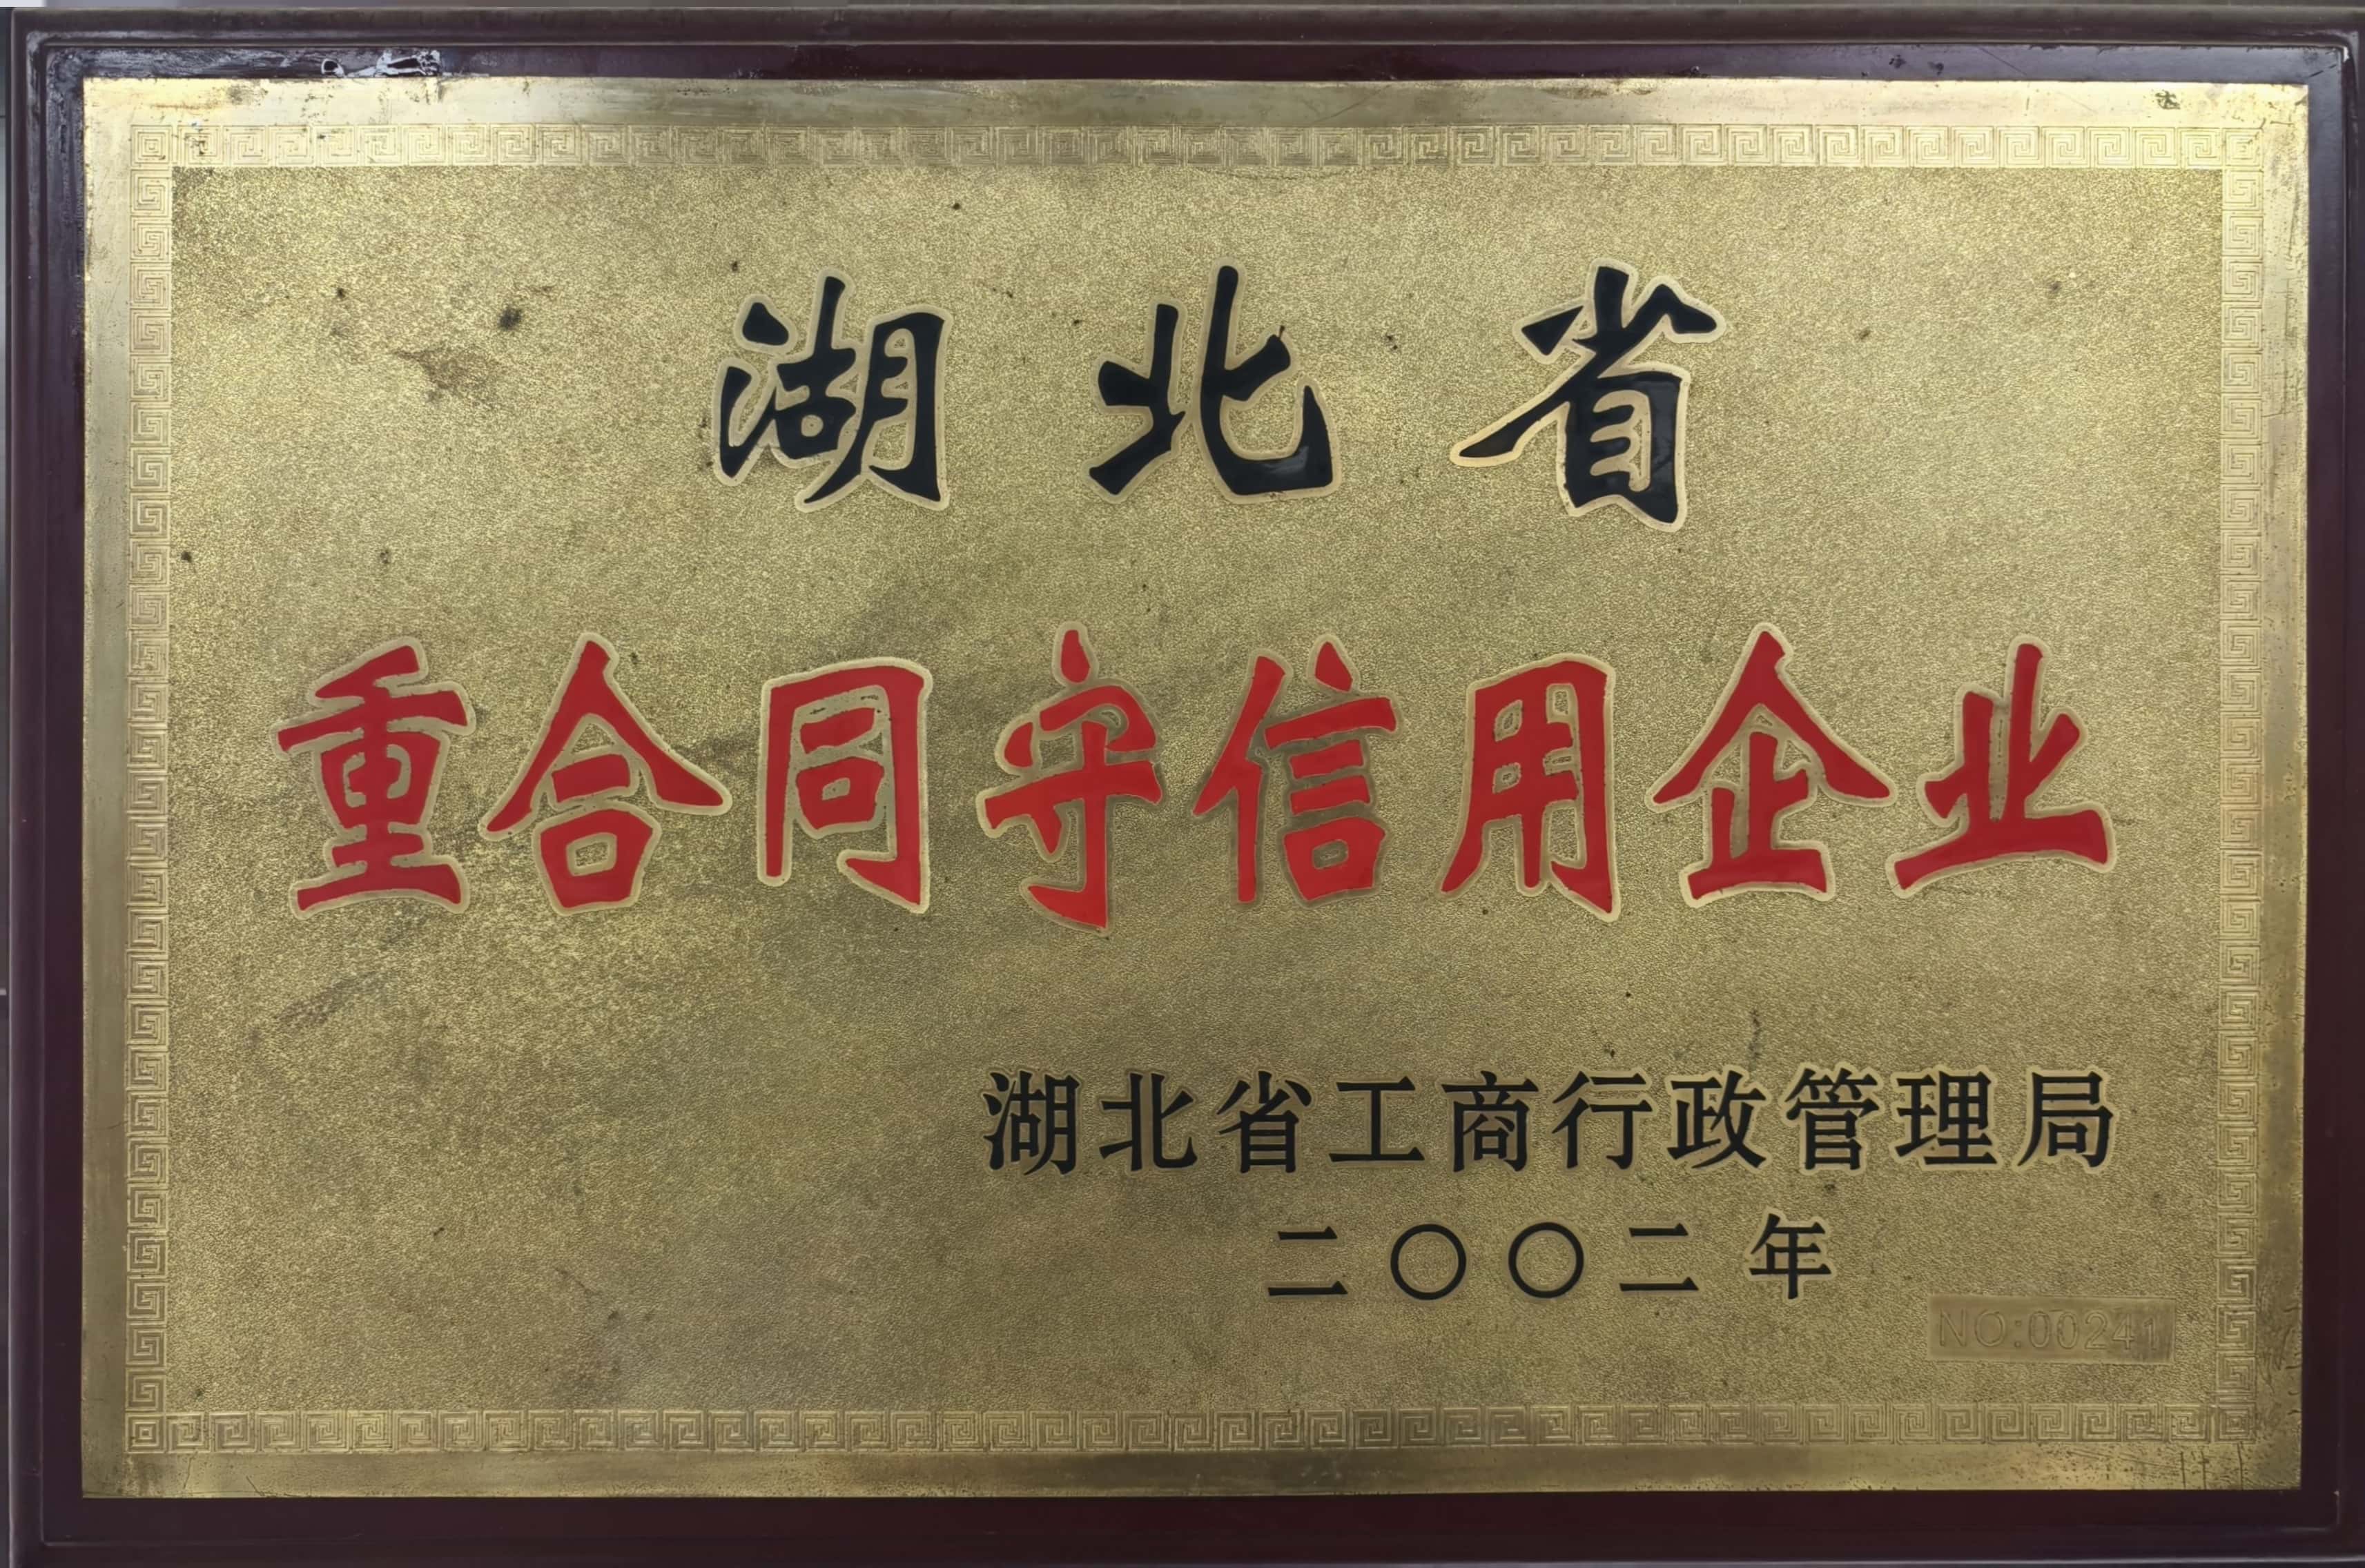 湖北省
重合同守信用企业
湖北省工商行政管理局
二〇〇二年
NO:00241